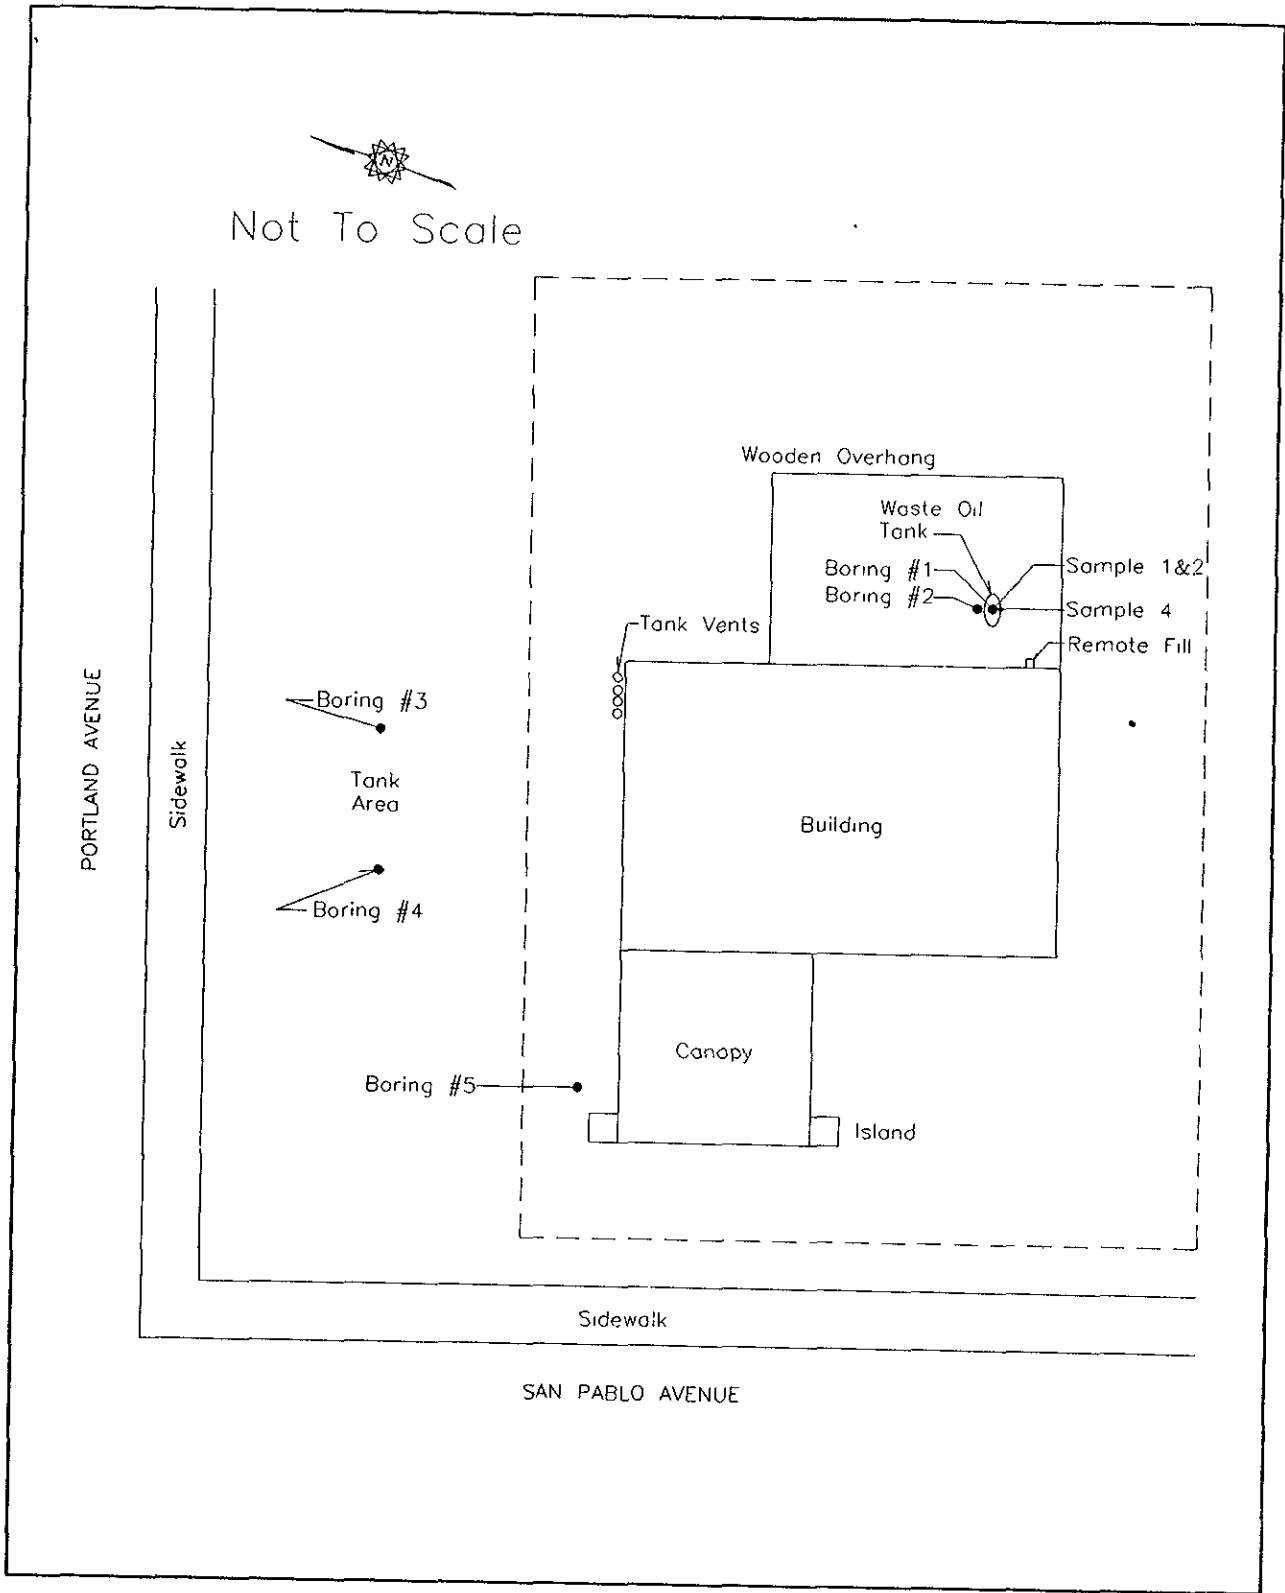 N
Not To Scale
Wooden Overhang
Waste Oil
Tank
Boring #1
Sample 1&2
Boring #2
Sample 4
Tank Vents
Remote Fill
Boring #3
PORTLAND AVENUE
Sidewalk
Tank
Area
Building
Boring #4
Canopy
Boring #5
Island
Sidewalk
SAN PABLO AVENUE